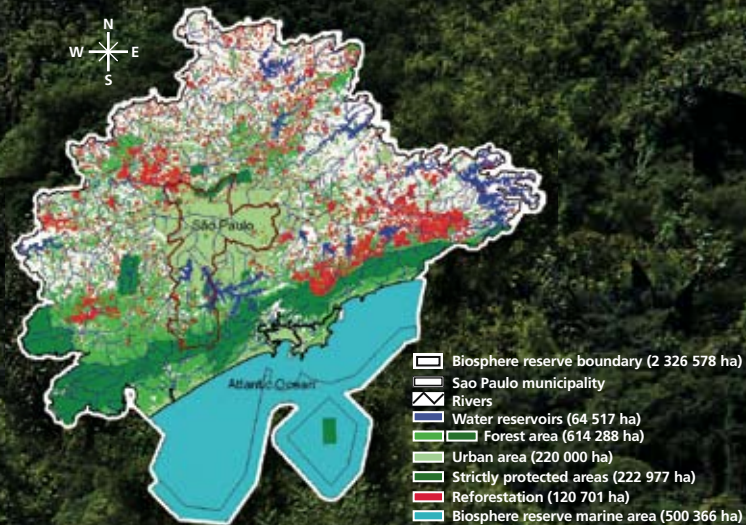 N
W E
S
São Paulo
Atlantic Ocean
Biosphere reserve boundary (2 326 578 ha)
Sao Paulo municipality
Rivers
Water reservoirs (64 517 ha)
Forest area (614 288 ha)
Urban area (220 000 ha)
Strictly protected areas (222 977 ha)
Reforestation (120 701 ha)
Biosphere reserve marine area (500 366 ha)